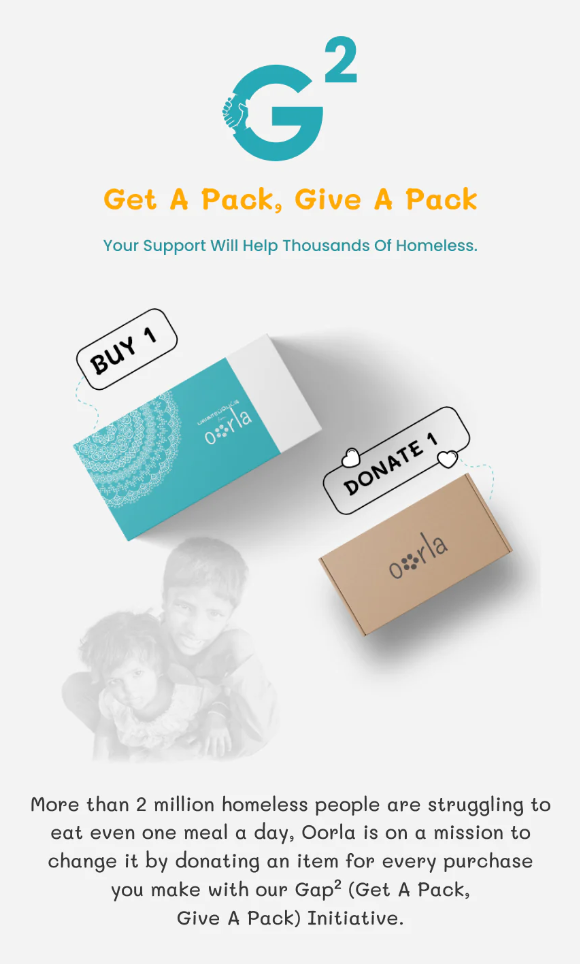 G²
Get A Pack, Give A Pack
Your Support Will Help Thousands Of Homeless.
BUY 1
oorla
DONATE 1
oorla
More than 2 million homeless people are struggling to
eat even one meal a day, Oorla is on a mission to
change it by donating an item for every purchase
you make with our Gap² (Get A Pack,
Give A Pack) Initiative.